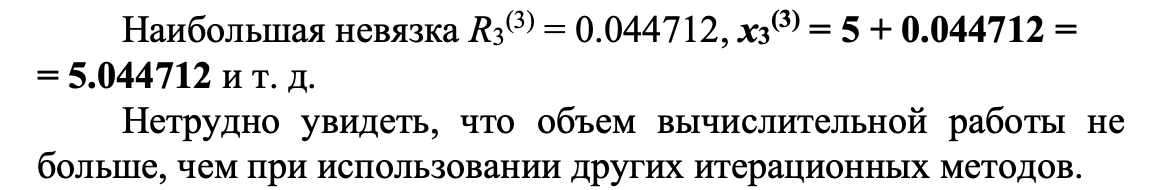 Наибольшая невязка R₃⁽³⁾ = 0.044712, x₃⁽³⁾ = 5 + 0.044712 =
= 5.044712 и т. д.
Нетрудно увидеть, что объем вычислительной работы не
больше, чем при использовании других итерационных методов.